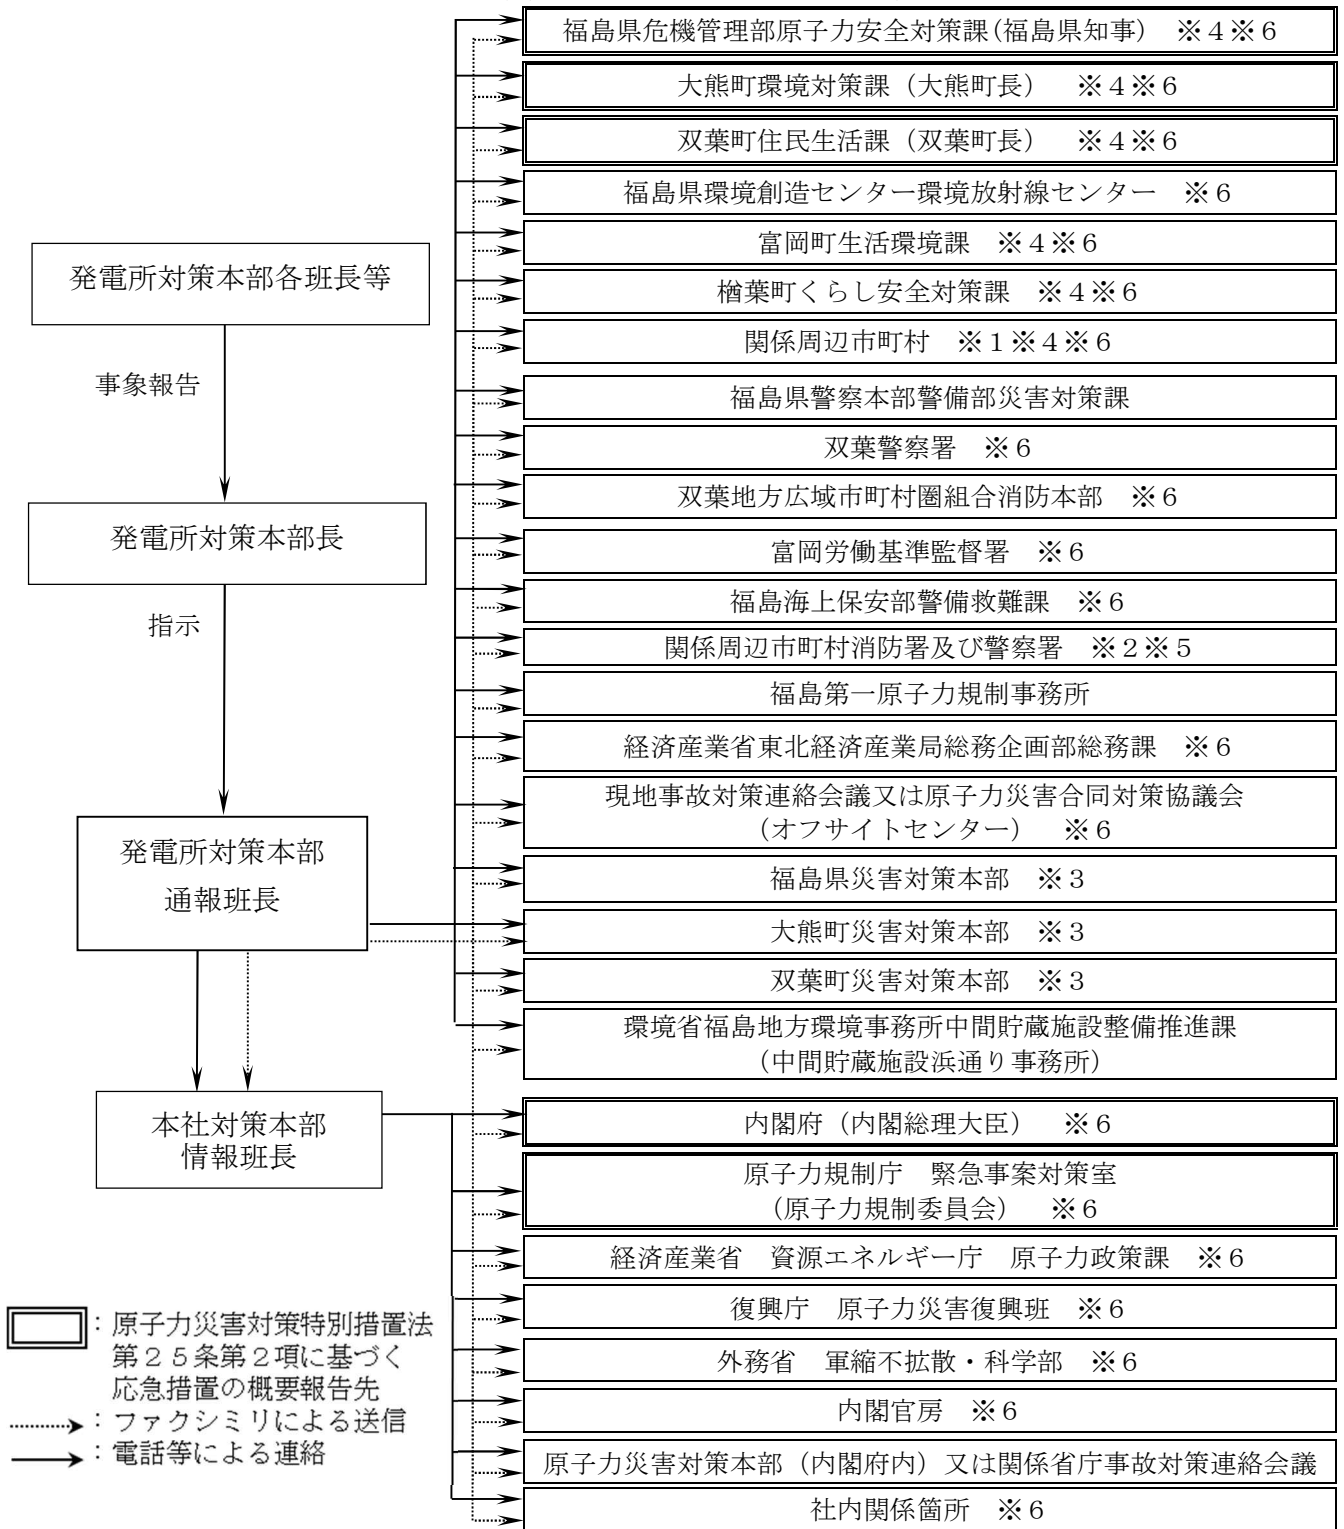 福島県危機管理部原子力安全対策課(福島県知事)　※４※６
大熊町環境対策課（大熊町長）　※４※６
双葉町住民生活課（双葉町長）　※４※６
福島県環境創造センター環境放射線センター　※６
富岡町生活環境課　※４※６
楢葉町くらし安全対策課　※４※６
関係周辺市町村　※１※４※６
福島県警察本部警備部災害対策課
双葉警察署　※６
双葉地方広域市町村圏組合消防本部　※６
富岡労働基準監督署　※６
福島海上保安部警備救難課　※６
関係周辺市町村消防署及び警察署　※２※５
福島第一原子力規制事務所
経済産業省東北経済産業局総務企画部総務課　※６
現地事故対策連絡会議又は原子力災害合同対策協議会
（オフサイトセンター）　※６
福島県災害対策本部　※３
大熊町災害対策本部　※３
双葉町災害対策本部　※３
環境省福島地方環境事務所中間貯蔵施設整備推進課
（中間貯蔵施設浜通り事務所）
発電所対策本部各班長等
事象報告
発電所対策本部長
指示
発電所対策本部
通報班長
本社対策本部
情報班長
内閣府（内閣総理大臣）　※６
原子力規制庁　緊急事案対策室
（原子力規制委員会）　※６
経済産業省　資源エネルギー庁　原子力政策課　※６
復興庁　原子力災害復興班　※６
外務省　軍縮不拡散・科学部　※６
内閣官房　※６
原子力災害対策本部（内閣府内）又は関係省庁事故対策連絡会議
社内関係箇所　※６
：原子力災害対策特別措置法
第２５条第２項に基づく
応急措置の概要報告先
：ファクシミリによる送信
：電話等による連絡